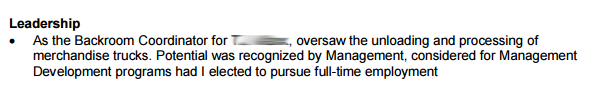 Leadership
• As the Backroom Coordinator for , oversaw the unloading and processing of
merchandise trucks. Potential was recognized by Management, considered for Management
Development programs had I elected to pursue full-time employment